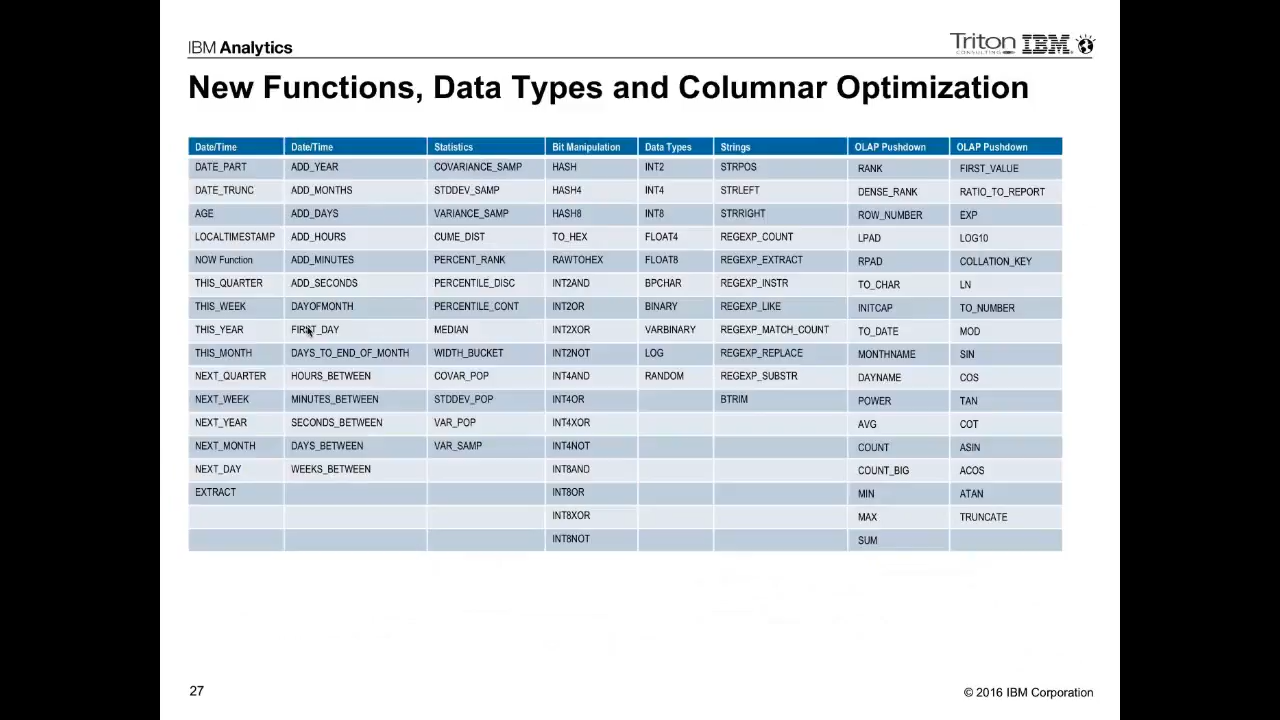 IBM Analytics
Triton CONSULTING IBM
New Functions, Data Types and Columnar Optimization
Date/Time Date/Time Statistics Bit Manipulation Data Types Strings OLAP Pushdown OLAP Pushdown
DATE_PART ADD_YEAR COVARIANCE_SAMP HASH INT2 STRPOS RANK FIRST_VALUE
DATE_TRUNC ADD_MONTHS STDDEV_SAMP HASH4 INT4 STRLEFT DENSE_RANK RATIO_TO_REPORT
AGE ADD_DAYS VARIANCE_SAMP HASH8 INT8 STRRIGHT ROW_NUMBER EXP
LOCALTIMESTAMP ADD_HOURS CUME_DIST TO_HEX FLOAT4 REGEXP_COUNT LPAD LOG10
NOW Function ADD_MINUTES PERCENT_RANK RAWTOHEX FLOAT8 REGEXP_EXTRACT RPAD COLLATION_KEY
THIS_QUARTER ADD_SECONDS PERCENTILE_DISC INT2AND BPCHAR REGEXP_INSTR TO_CHAR LN
THIS_WEEK DAYOFMONTH PERCENTILE_CONT INT2OR BINARY REGEXP_LIKE INITCAP TO_NUMBER
THIS_YEAR FIRST_DAY MEDIAN INT2XOR VARBINARY REGEXP_MATCH_COUNT TO_DATE MOD
THIS_MONTH DAYS_TO_END_OF_MONTH WIDTH_BUCKET INT2NOT LOG REGEXP_REPLACE MONTHNAME SIN
NEXT_QUARTER HOURS_BETWEEN COVAR_POP INT4AND RANDOM REGEXP_SUBSTR DAYNAME COS
NEXT_WEEK MINUTES_BETWEEN STDDEV_POP INT4OR BTRIM POWER TAN
NEXT_YEAR SECONDS_BETWEEN VAR_POP INT4XOR AVG COT
NEXT_MONTH DAYS_BETWEEN VAR_SAMP INT4NOT COUNT ASIN
NEXT_DAY WEEKS_BETWEEN INT8AND COUNT_BIG ACOS
EXTRACT INT8OR MIN ATAN
INT8XOR MAX TRUNCATE
INT8NOT SUM
27
© 2016 IBM Corporation